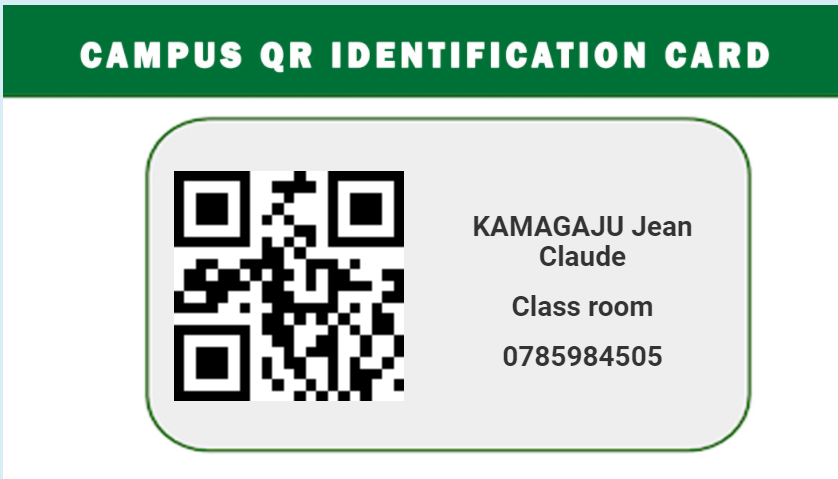 CAMPUS QR IDENTIFICATION CARD
KAMAGAJU Jean
Claude
Class room
0785984505